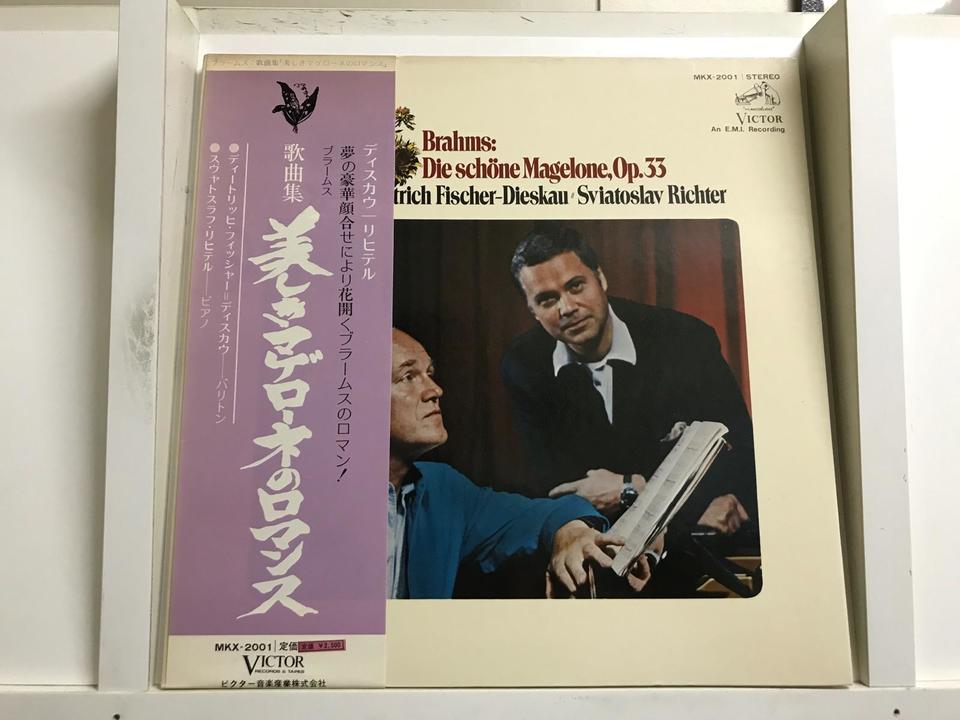 ブラームス:歌曲集「美しきマゲローネのロマンス」
ディスカウ―リヒテル
夢の豪華顔合せにより花開くブラームスのロマン!
ブラームス
歌曲集
美しきマゲローネのロマンス
●ディートリッヒ・フィッシャー=ディスカウ――バリトン
●スヴャトスラフ・リヒテル――ピアノ
MKX-2001 定価 定価 ¥2,500
VICTOR
RECORDS & TAPES
ビクター音楽産業株式会社
MKX-2001 STEREO
VICTOR
An E.M.I. Recording
Brahms:
Die schöne Magelone, Op. 33
trich Fischer-Dieskau Sviatoslav Richter